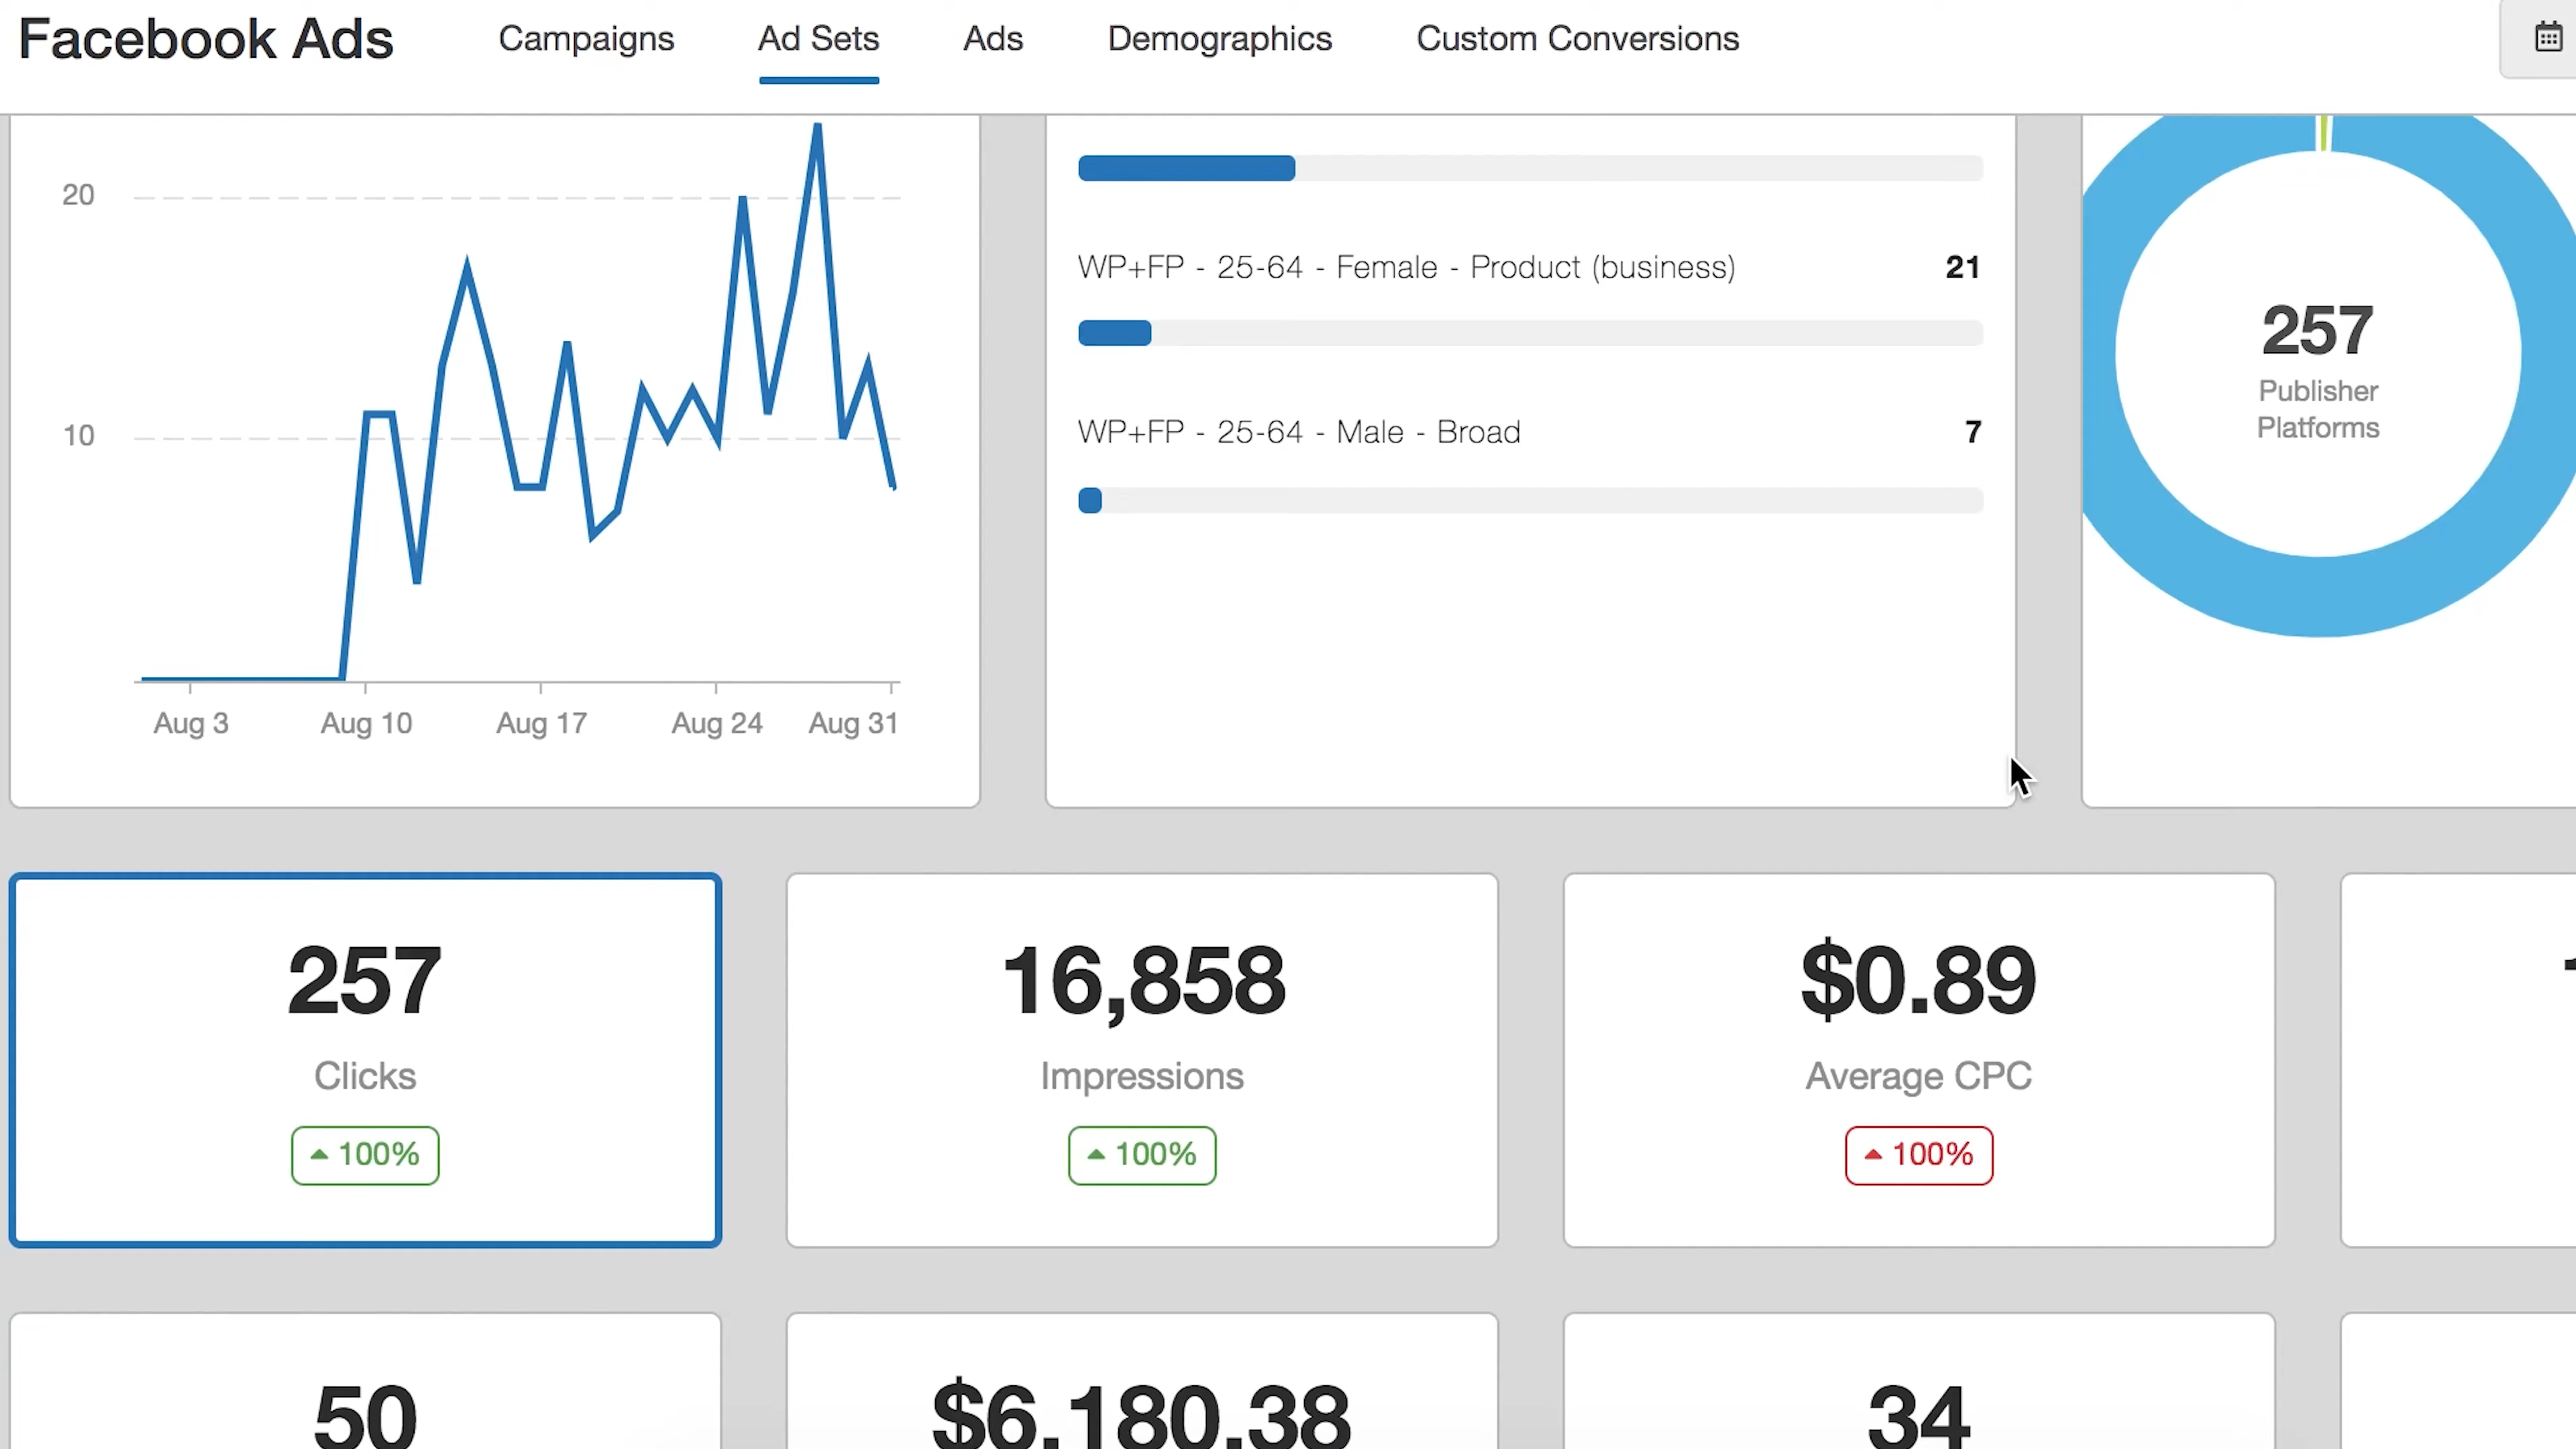 Facebook Ads
Campaigns
Ad Sets
Ads
Demographics
Custom Conversions
20
10
Aug 3
Aug 10
Aug 17
Aug 24
Aug 31
WP+FP - 25-64 - Female - Product (business)
21
WP+FP - 25-64 - Male - Broad
7
257
Publisher
Platforms
257
Clicks
100%
16,858
Impressions
100%
$0.89
Average CPC
100%
50
$6,180.38
34